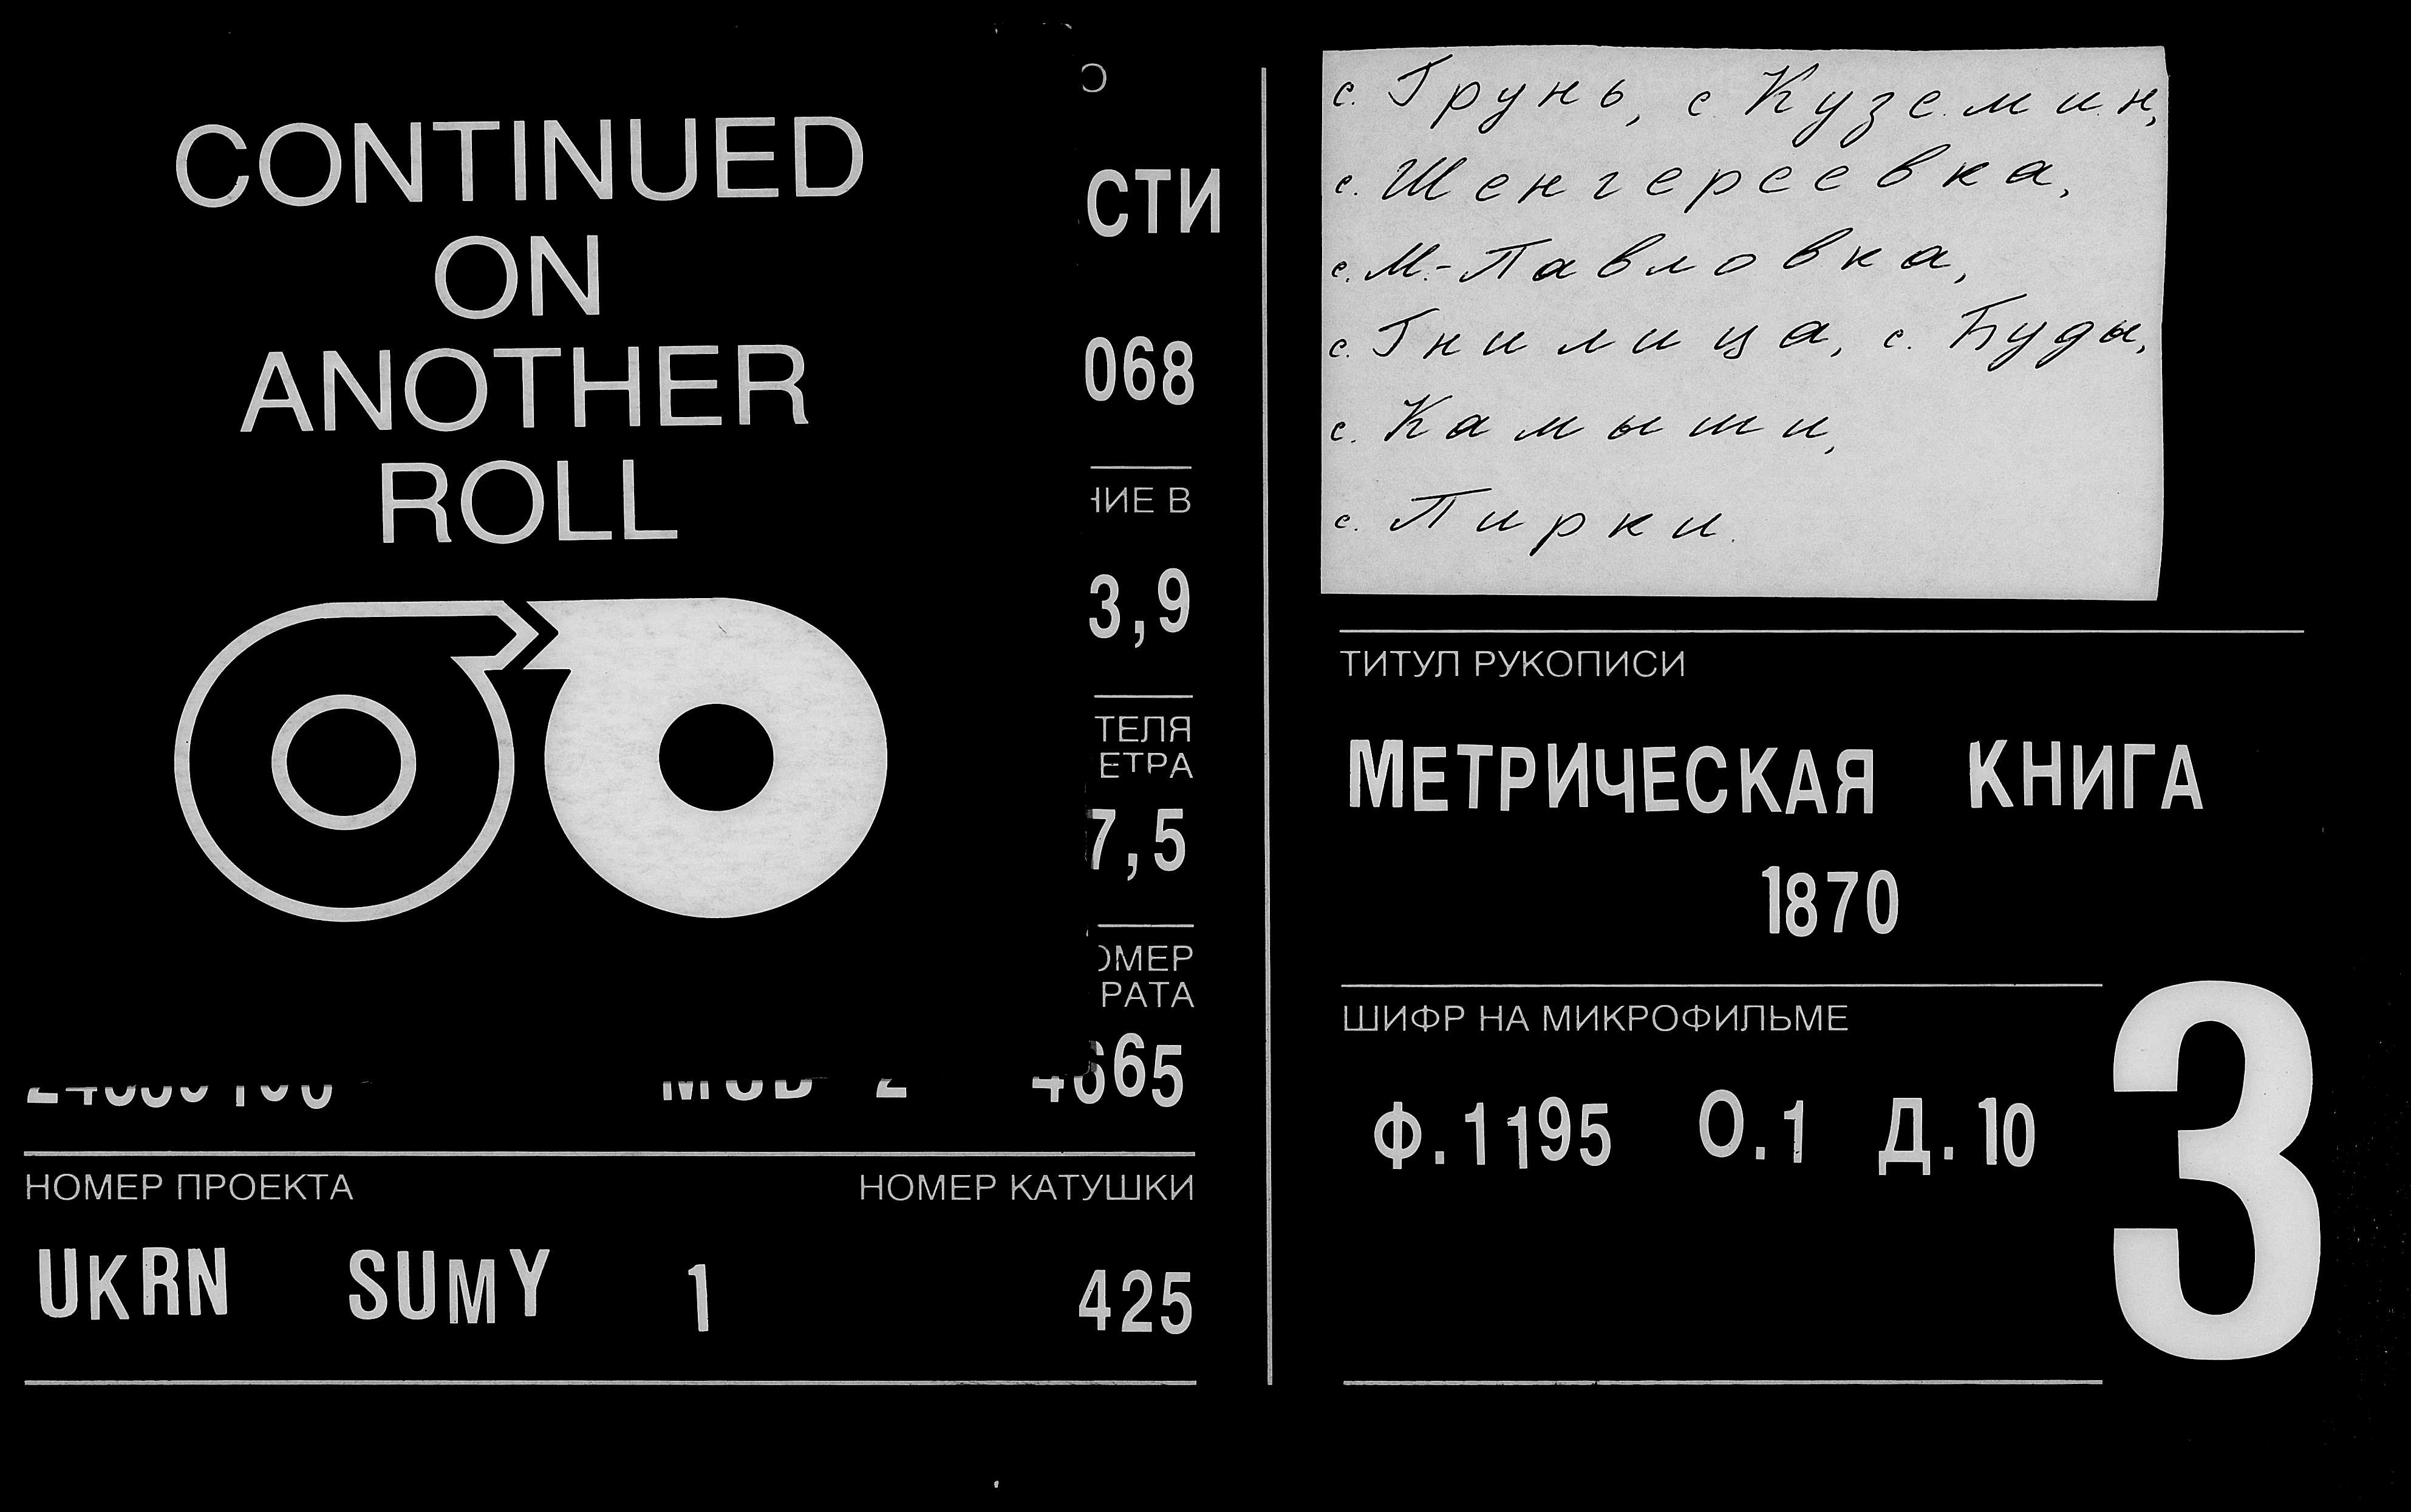 CONTINUED
ON
ANOTHER
ROLL
СТИ
068
НИЕ В
3,9
ТЕЛЯ
ЕТРА
7,5
ОМЕР
РАТА
4665
НОМЕР ПРОЕКТА НОМЕР КАТУШКИ
UKRN SUMY 1 425
с. Грунь, с Куземин,
с. Шенгереевка,
с. М.-Павловка,
с. Гнилица, с. Буды,
с. Камыши,
с. Пирки.
ТИТУЛ РУКОПИСИ
МЕТРИЧЕСКАЯ КНИГА
1870
ШИФР НА МИКРОФИЛЬМЕ
Ф.1195 О.1 Д.10
3